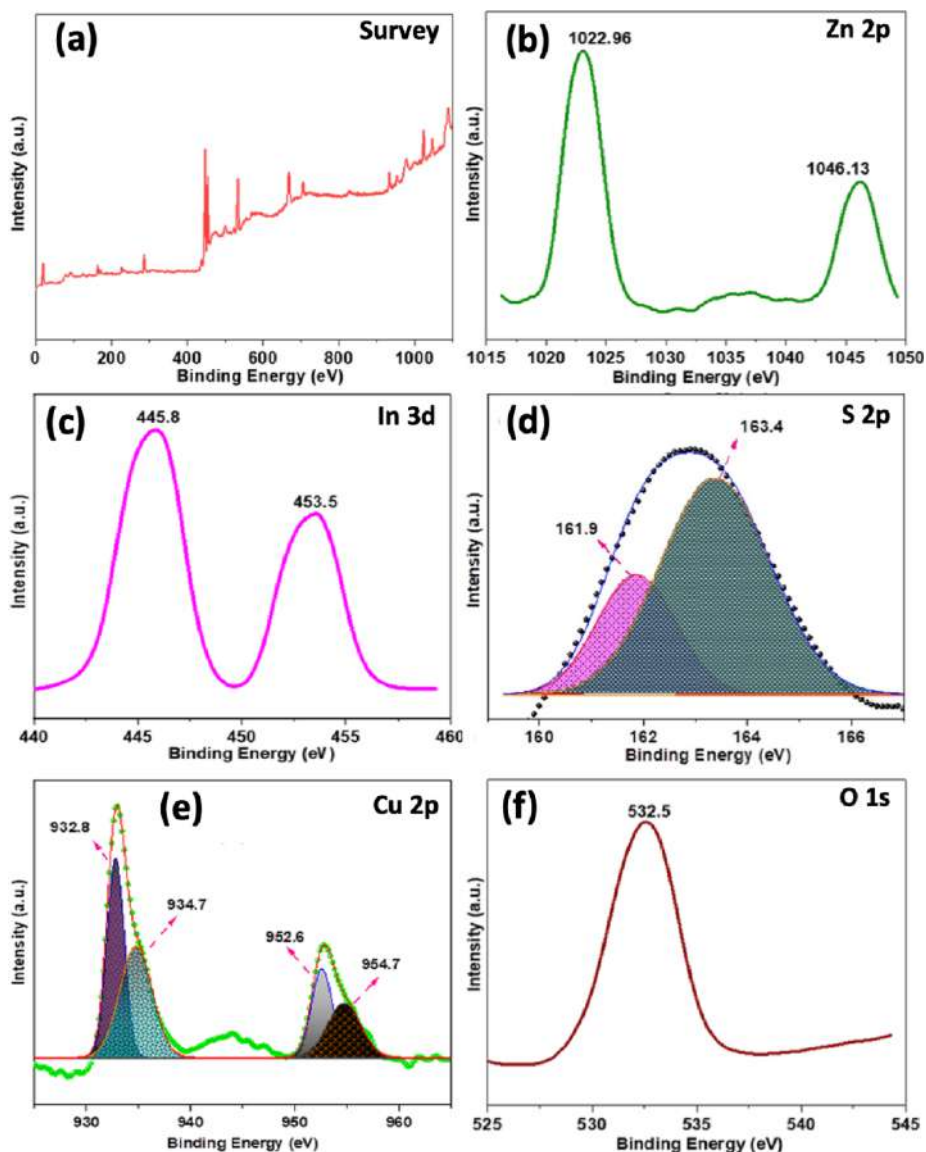 (a)
Survey
Intensity (a.u.)
0 200 400 600 800 1000
Binding Energy (eV)
(b)
Zn 2p
1022.96
1046.13
Intensity (a.u.)
1015 1020 1025 1030 1035 1040 1045 1050
Binding Energy (eV)
(c)
In 3d
445.8
453.5
Intensity (a.u.)
440 445 450 455 460
Binding Energy (eV)
(d)
S 2p
163.4
161.9
Intensity (a.u.)
160 162 164 166
Binding Energy (eV)
(e)
Cu 2p
932.8
934.7
952.6
954.7
Intensity (a.u.)
930 940 950 960
Binding Energy (eV)
(f)
O 1s
532.5
Intensity (a.u.)
525 530 535 540 545
Binding Energy (eV)